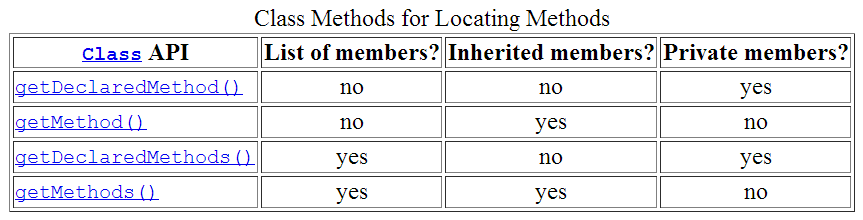 Class Methods for Locating Methods
Class API List of members? Inherited members? Private members?
getDeclaredMethod() no no yes
getMethod() no yes no
getDeclaredMethods() yes no yes
getMethods() yes yes no